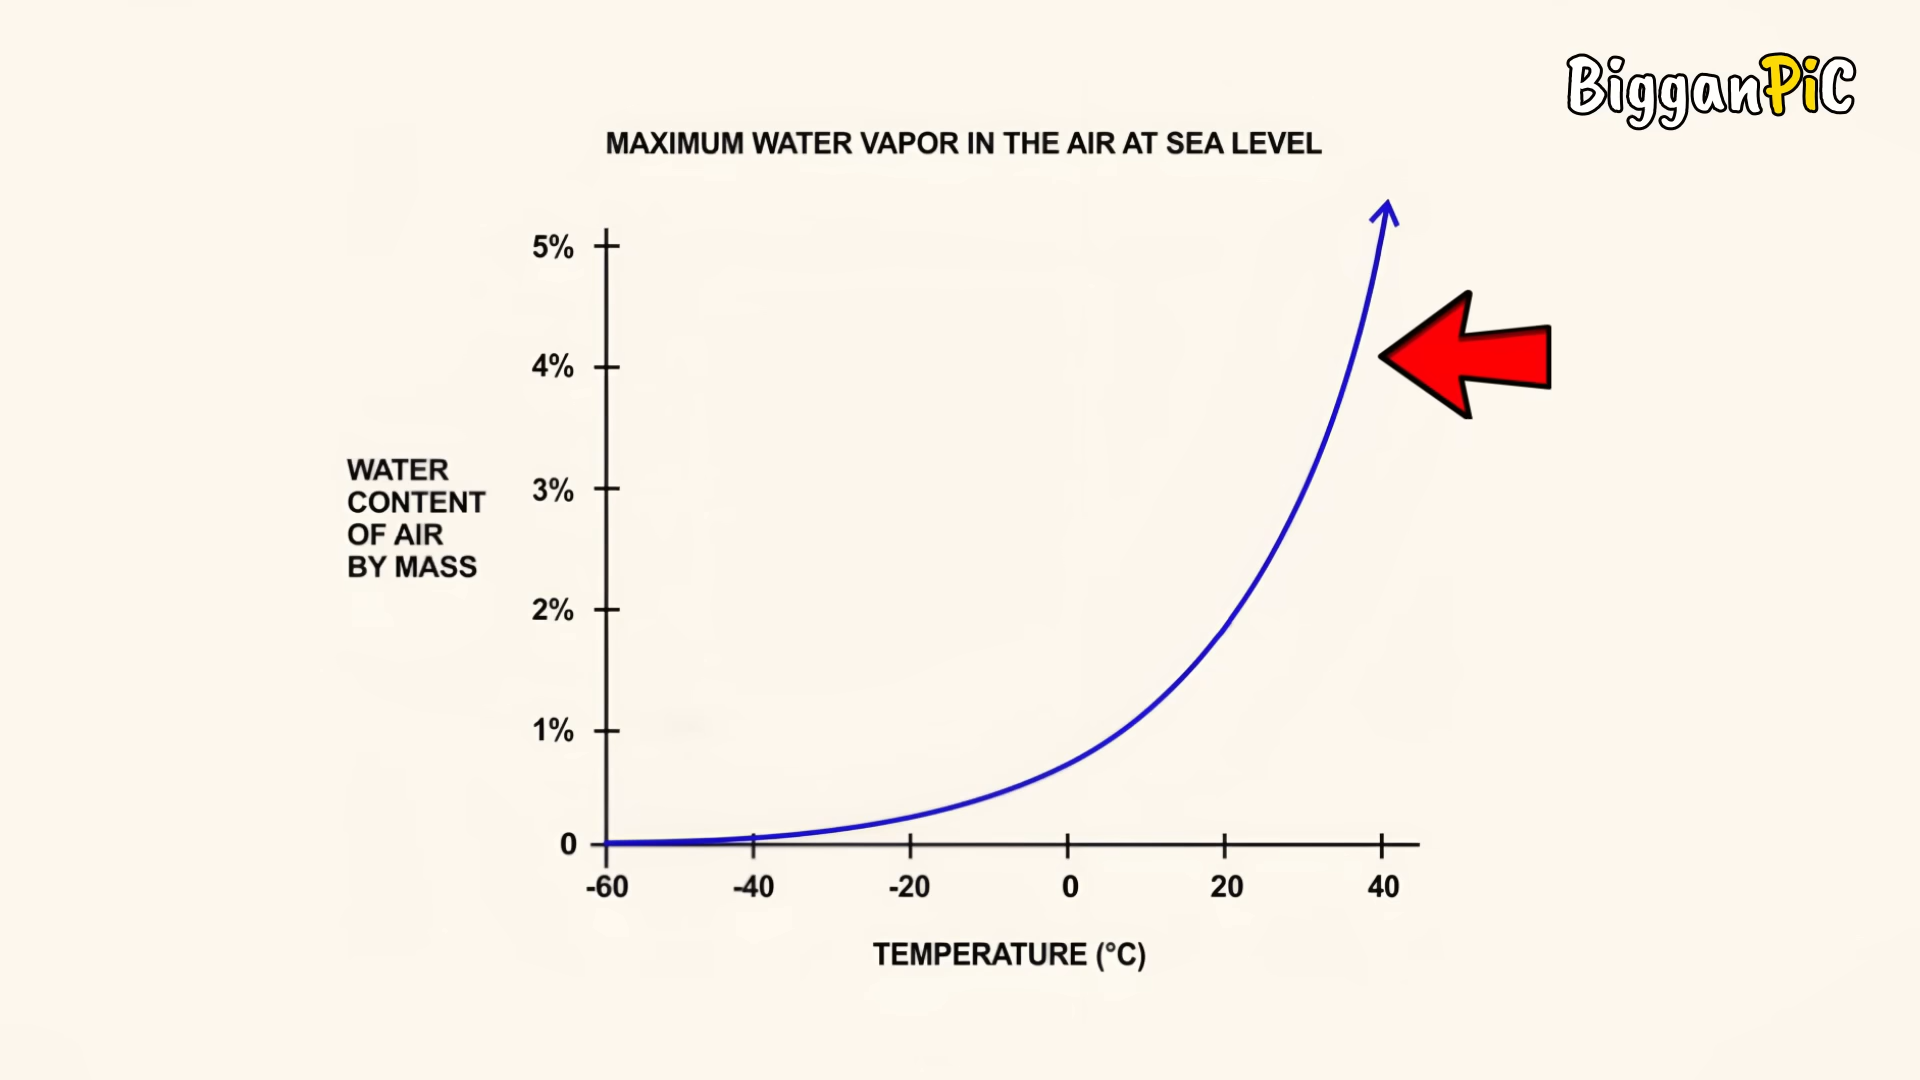 BigganPiC
MAXIMUM WATER VAPOR IN THE AIR AT SEA LEVEL
5%
4%
3%
2%
1%
0
WATER
CONTENT
OF AIR
BY MASS
-60 -40 -20 0 20 40
TEMPERATURE (°C)